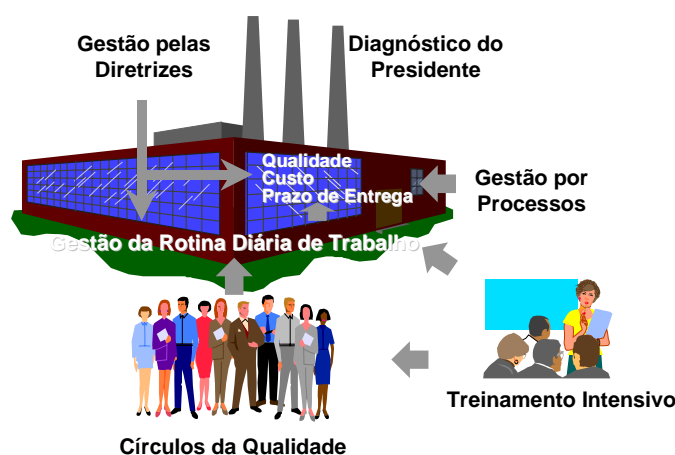 Gestão pelas
Diretrizes
Diagnóstico do
Presidente
Qualidade
Custo
Prazo de Entrega
Gestão por
Processos
Gestão da Rotina Diária de Trabalho
Treinamento Intensivo
Círculos da Qualidade